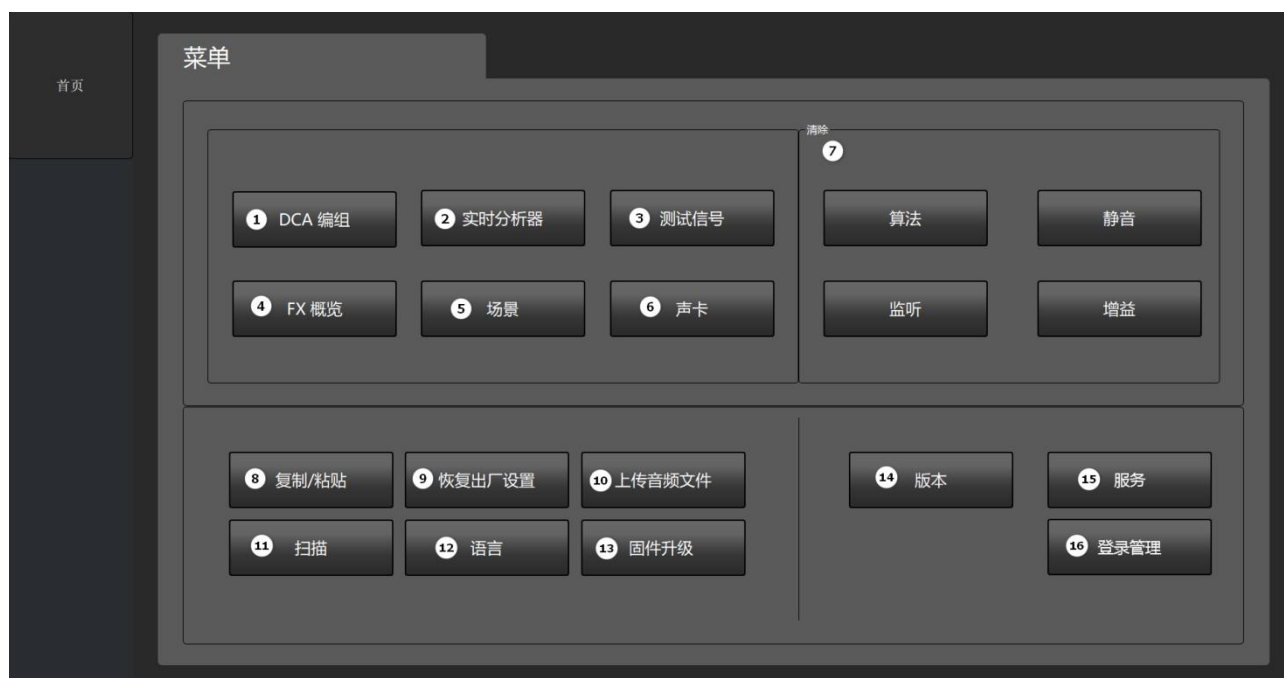 首页
菜单
1 DCA 编组
2 实时分析器
3 测试信号
4 FX 概览
5 场景
6 声卡
清除
7
算法
静音
监听
增益
8 复制/粘贴
9 恢复出厂设置
10 上传音频文件
11 扫描
12 语言
13 固件升级
14 版本
15 服务
16 登录管理